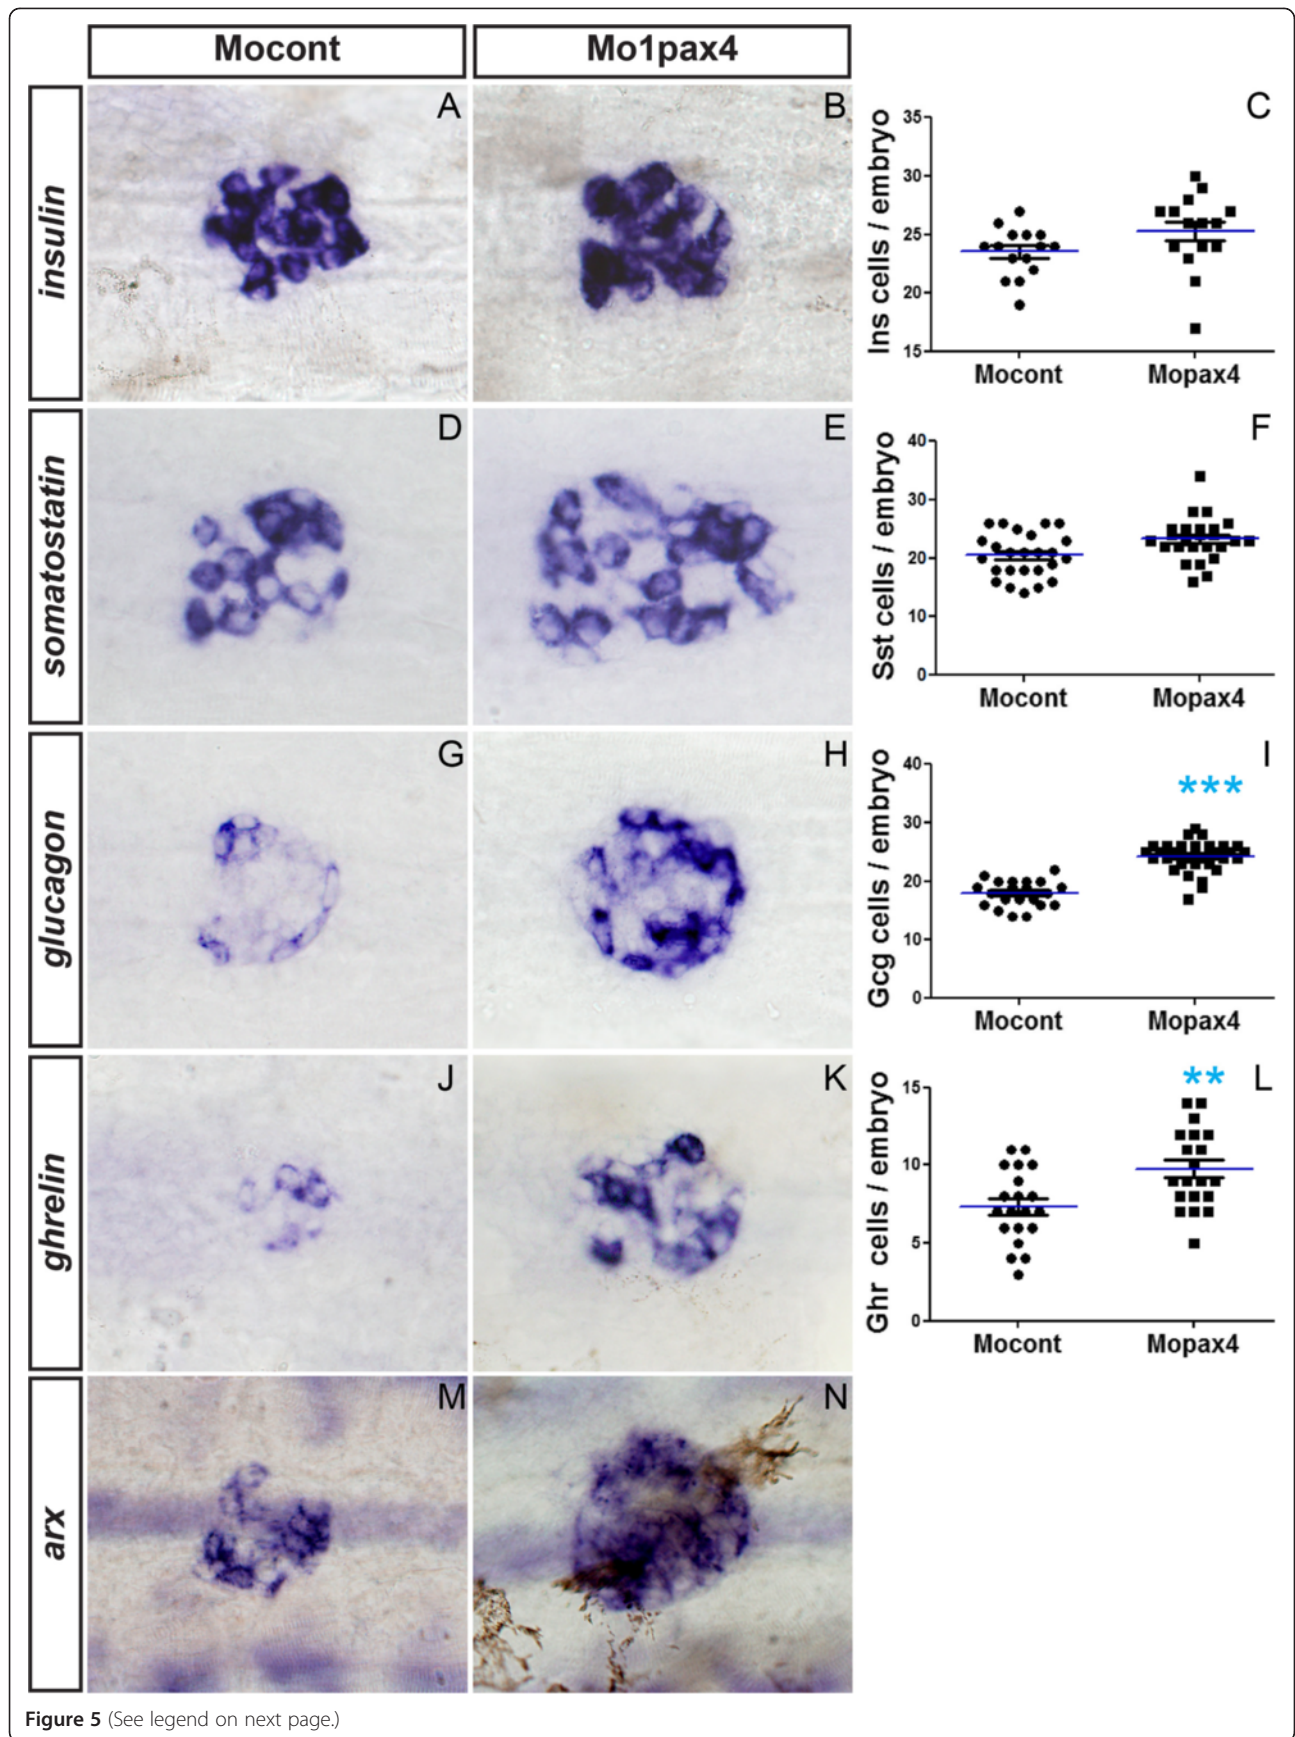 Mocont
Mo1pax4
insulin
A
B
C
Ins cells / embryo
35
30
25
20
15
Mocont
Mopax4
somatostatin
D
E
F
Sst cells / embryo
40
30
20
10
0
Mocont
Mopax4
glucagon
G
H
I
Gcg cells / embryo
40
30
20
10
0
***
Mocont
Mopax4
ghrelin
J
K
L
Ghr cells / embryo
15
10
5
0
**
Mocont
Mopax4
arx
M
N
Figure 5 (See legend on next page.)